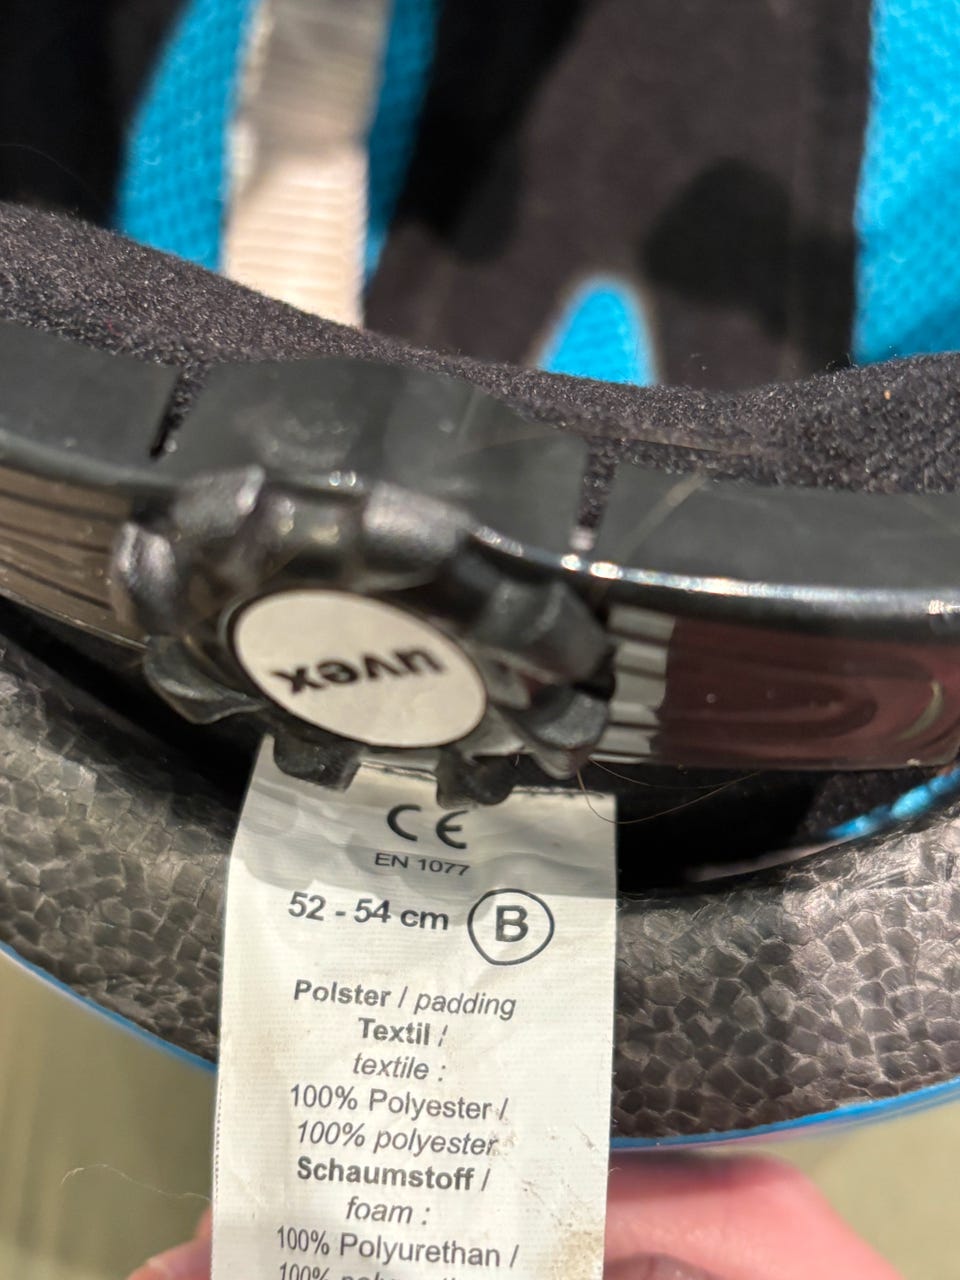 uvex
CE
EN 1077
52 - 54 cm B
Polster / padding
Textil /
textile :
100% Polyester /
100% polyester
Schaumstoff /
foam :
100% Polyurethan /
100%